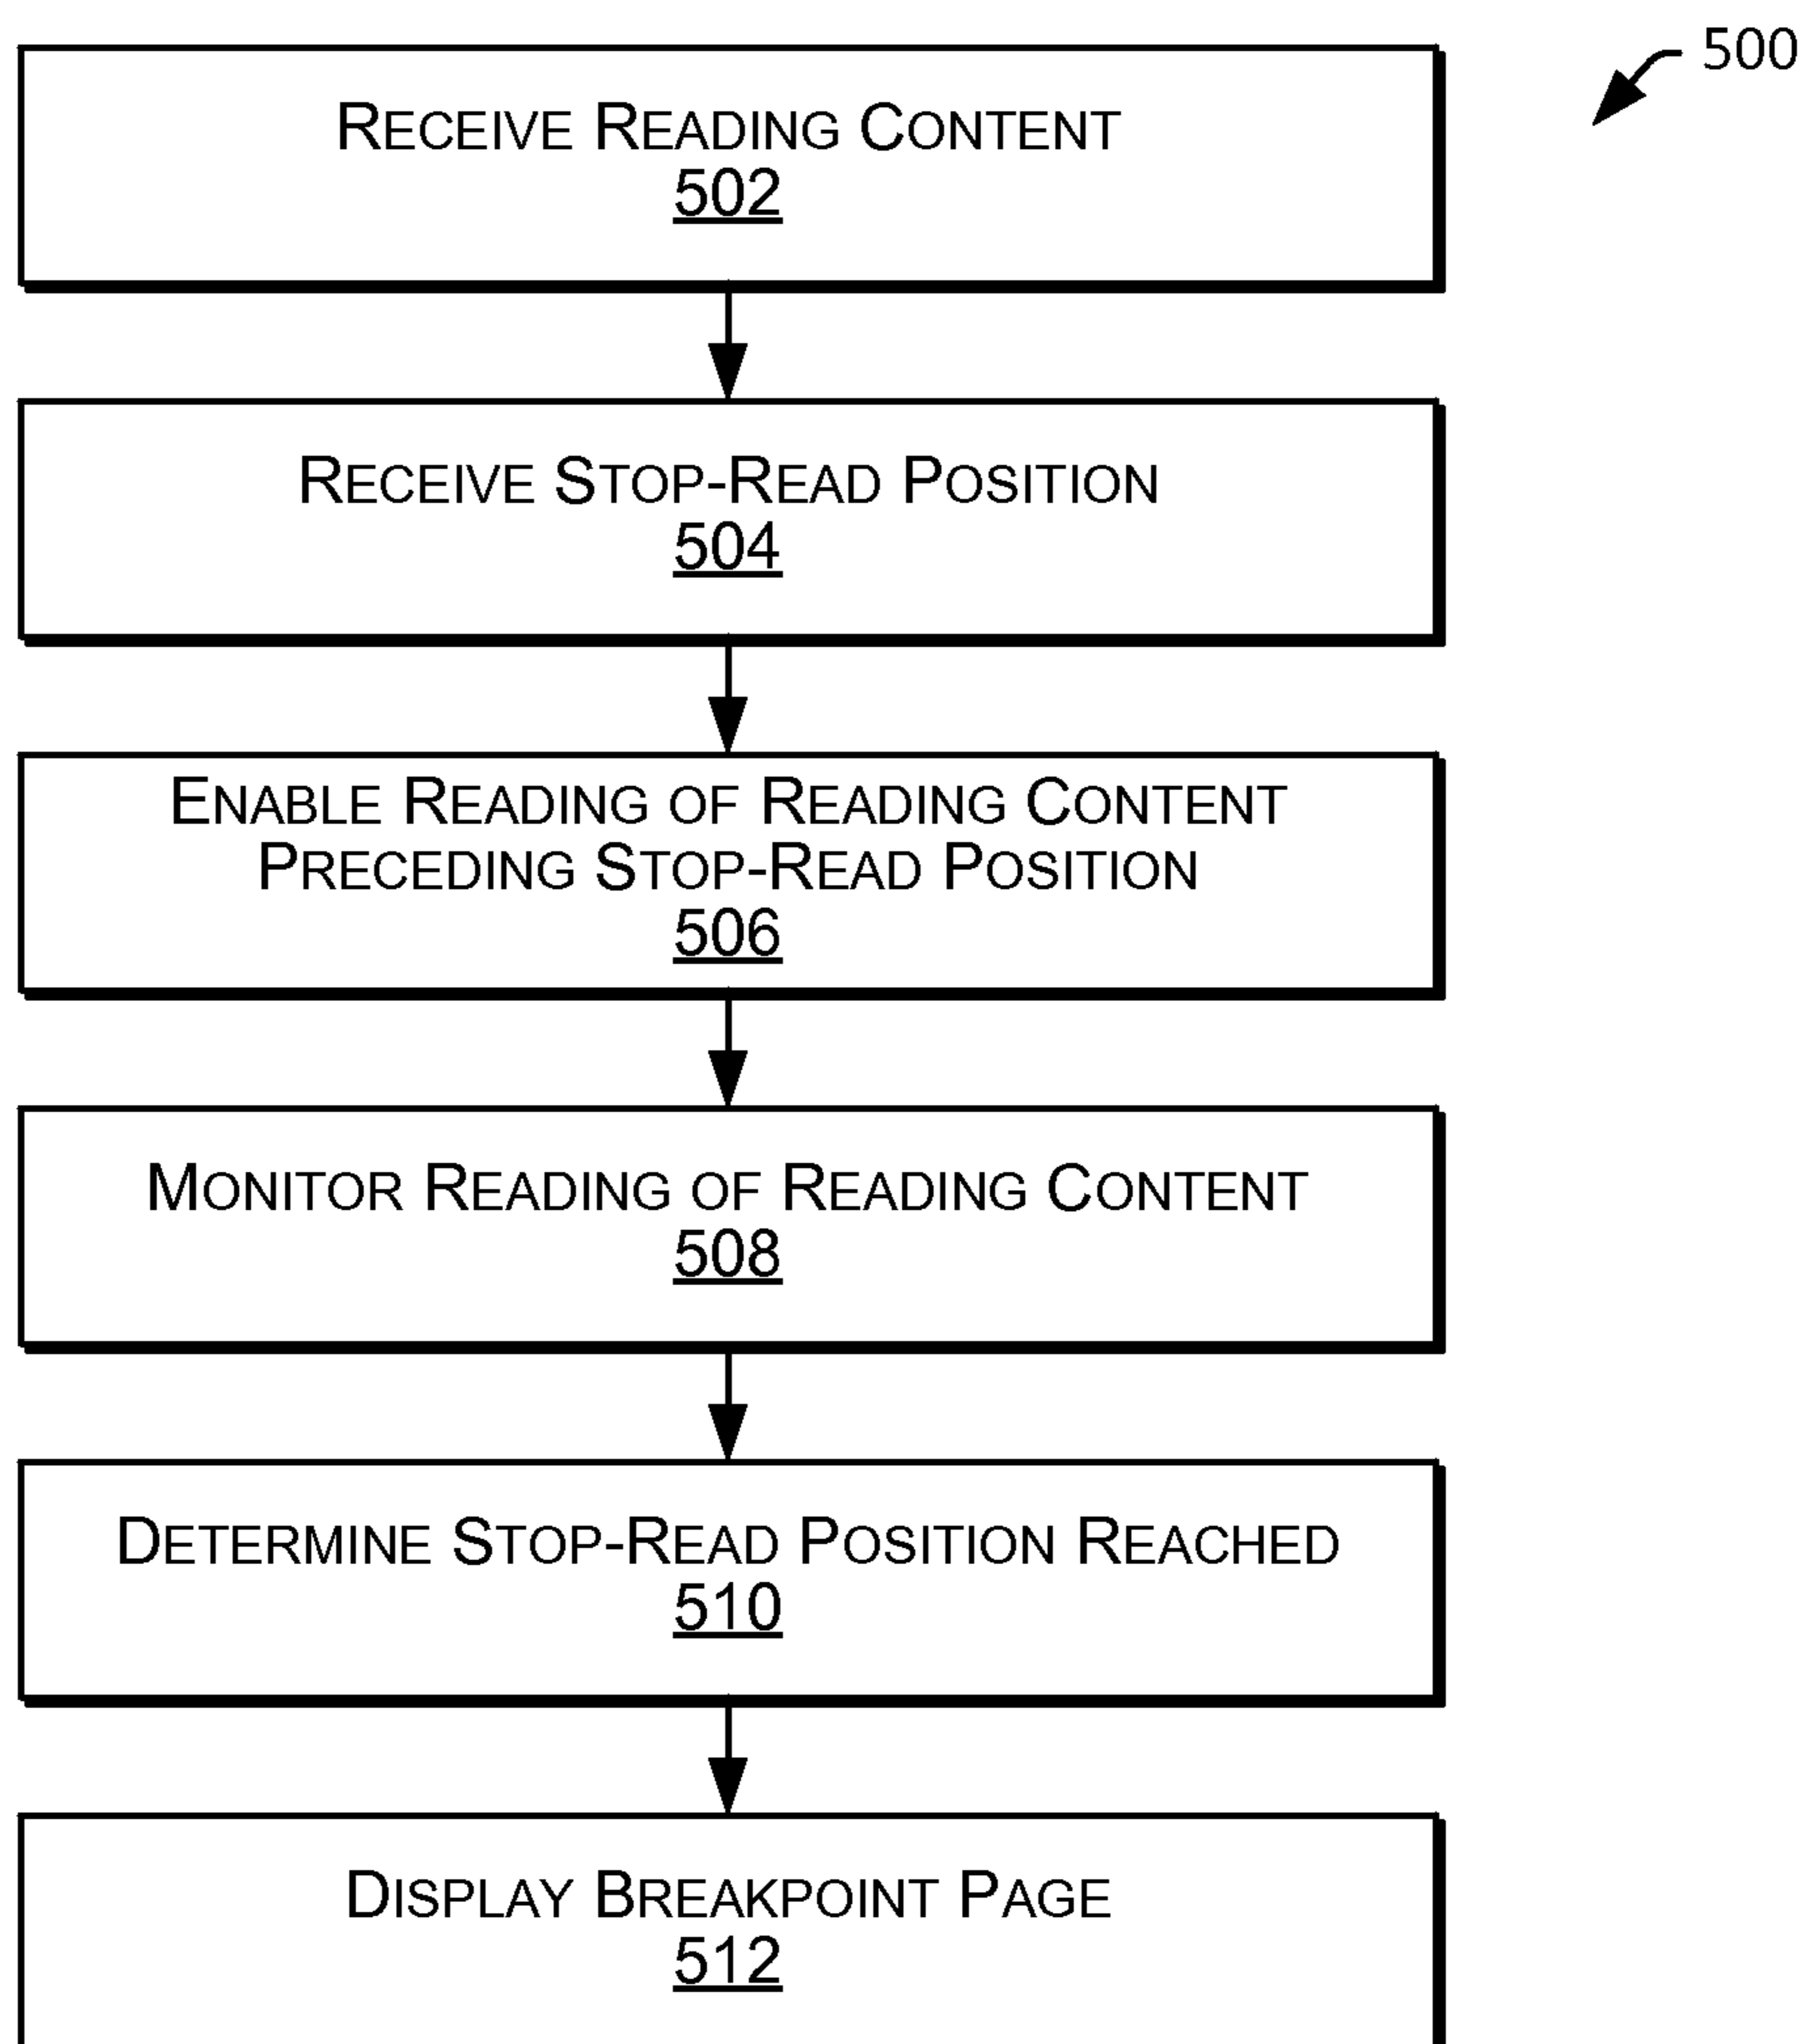 500
RECEIVE READING CONTENT
502
RECEIVE STOP-READ POSITION
504
ENABLE READING OF READING CONTENT
PRECEDING STOP-READ POSITION
506
MONITOR READING OF READING CONTENT
508
DETERMINE STOP-READ POSITION REACHED
510
DISPLAY BREAKPOINT PAGE
512